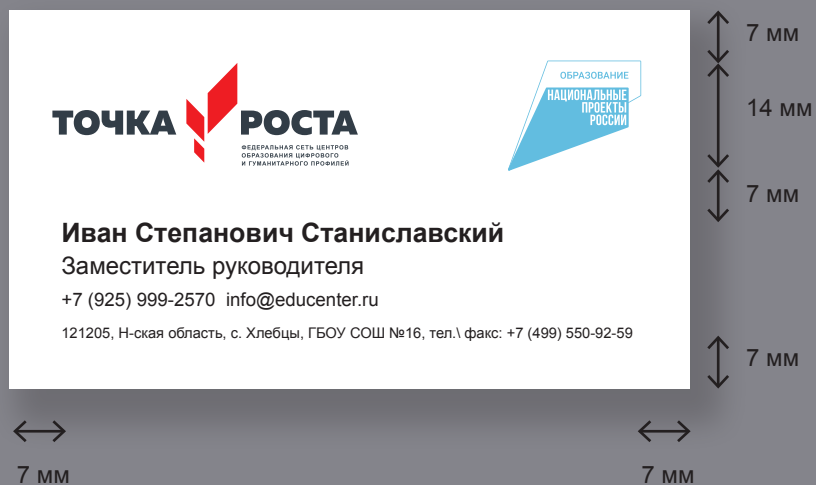 ТОЧКА РОСТА
ФЕДЕРАЛЬНАЯ СЕТЬ ЦЕНТРОВ
ОБРАЗОВАНИЯ ЦИФРОВОГО
И ГУМАНИТАРНОГО ПРОФИЛЕЙ
ОБРАЗОВАНИЕ
НАЦИОНАЛЬНЫЕ
ПРОЕКТЫ
РОССИИ
Иван Степанович Станиславский
Заместитель руководителя
+7 (925) 999-2570 info@educenter.ru
121205, Н-ская область, с. Хлебцы, ГБОУ СОШ №16, тел.\ факс: +7 (499) 550-92-59
7 мм
14 мм
7 мм
7 мм
7 мм
7 мм